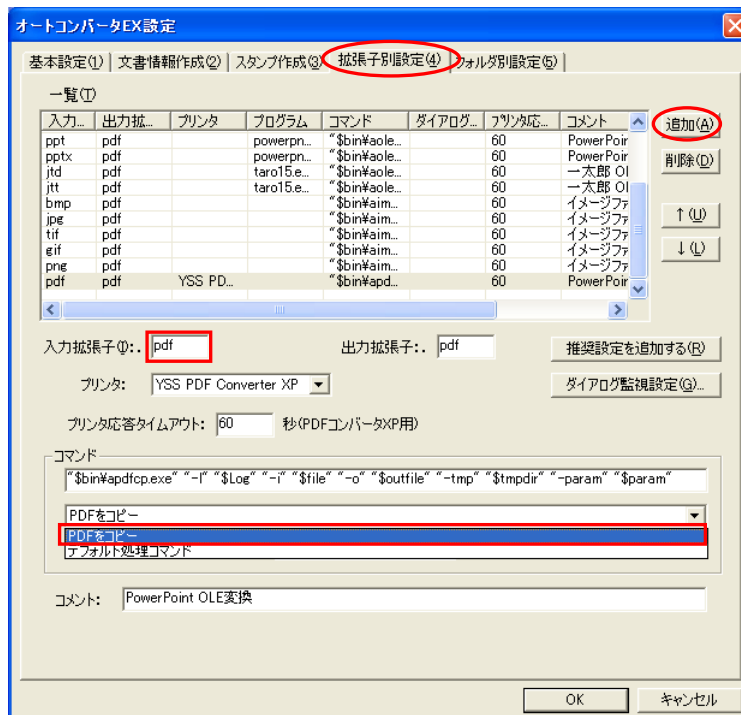 オートコンバータEX設定
基本設定(1) 文書情報作成(2) スタンプ作成(3) 拡張子別設定(4) フォルダ別設定(5)
一覧(T)
入力... 出力拡... プリンタ プログラム コマンド ダイアログ... プリンタ応... コメント
ppt pdf powerpn... "$bin¥aole... 60 PowerPoir
pptx pdf powerpn... "$bin¥aole... 60 PowerPoir
jtd pdf taro15.e... "$bin¥aole... 60 一太郎 Ol
jtt pdf taro15.e... "$bin¥aole... 60 一太郎 Ol
bmp pdf "$bin¥aim... 60 イメージファ
jpg pdf "$bin¥aim... 60 イメージファ
tif pdf "$bin¥aim... 60 イメージファ
gif pdf "$bin¥aim... 60 イメージファ
png pdf "$bin¥aim... 60 イメージファ
pdf pdf YSS PD... "$bin¥apd... 60 PowerPoir
追加(A)
削除(D)
↑(U)
↓(L)
入力拡張子(I):. pdf 出力拡張子:. pdf 推奨設定を追加する(R)
プリンタ: YSS PDF Converter XP ダイアログ監視設定(G)...
プリンタ応答タイムアウト: 60 秒(PDFコンバータXP用)
コマンド
"$bin¥apdfcp.exe" "-l" "$Log" "-i" "$file" "-o" "$outfile" "-tmp" "$tmpdir" "-param" "$param"
PDFをコピー
PDFをコピー
デフォルト処理コマンド
コメント: PowerPoint OLE変換
OK キャンセル